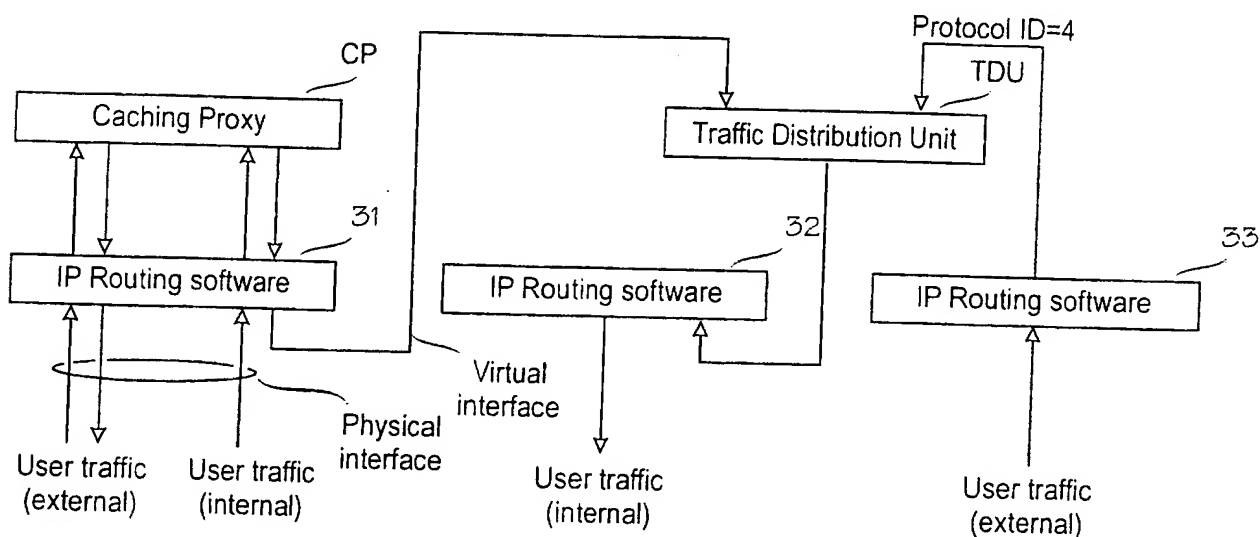 Protocol ID=4
CP
TDU
Caching Proxy
Traffic Distribution Unit
31
32
33
IP Routing software
IP Routing software
IP Routing software
Virtual
interface
Physical
interface
User traffic
(external)
User traffic
(internal)
User traffic
(internal)
User traffic
(external)